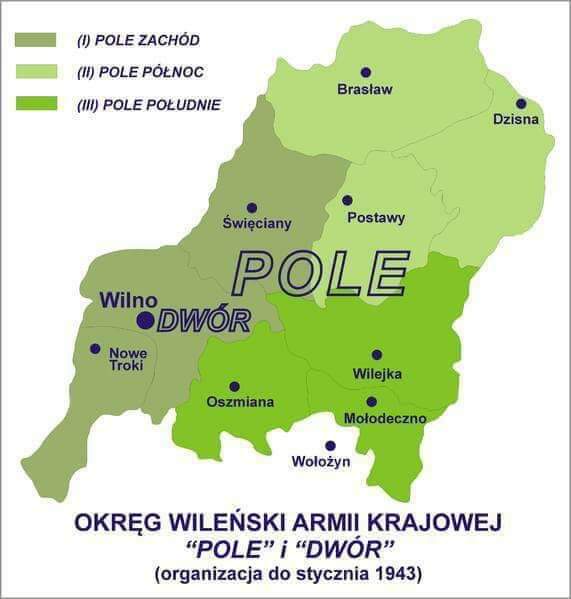 (I) POLE ZACHÓD
(II) POLE PÓŁNOC
(III) POLE POŁUDNIE
Brasław
Dzisna
Święciany
Postawy
POLE
Wilno
DWÓR
Nowe
Troki
Wilejka
Oszmiana
Mołodeczno
Wołożyn
OKRĘG WILEŃSKI ARMII KRAJOWEJ
“POLE” i “DWÓR”
(organizacja do stycznia 1943)